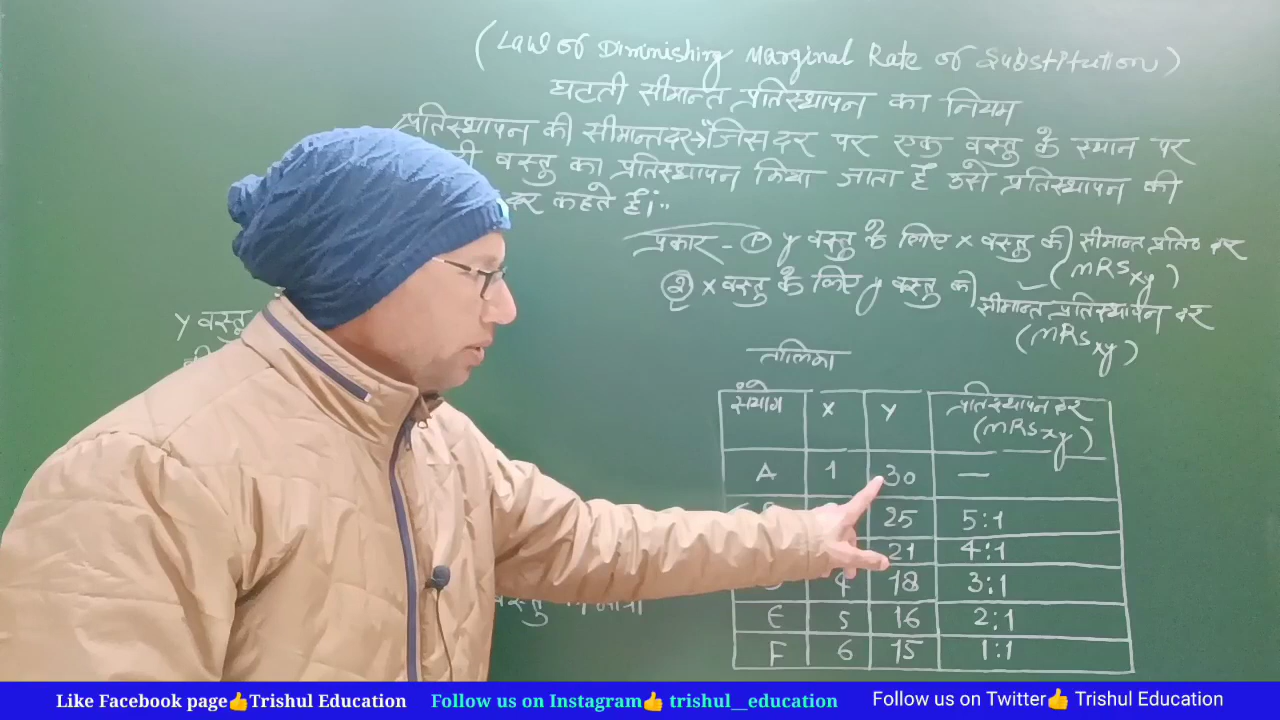 (Law of Diminishing Marginal Rate of Substitution)
घटती सीमान्त प्रतिस्थापन का नियम
प्रतिस्थापन की सीमान्त दर→"जिस दर पर एक वस्तु के स्थान पर
वस्तु का प्रतिस्थापन किया जाता है उसे प्रतिस्थापन की
दर कहते हैं।"
प्रकार - ① y वस्तु के लिए x वस्तु की सीमान्त प्रति० दर
(MRSxy)
② x वस्तु के लिए y वस्तु की सीमान्त प्रतिस्थापन दर
(MRSxy)
y वस्तु
तालिका
संयोग x y प्रतिस्थापन दर (MRSxy)
A 1 30 —
25 5:1
21 4:1
4 18 3:1
E 5 16 2:1
F 6 15 1:1
Like Facebook page👍Trishul Education Follow us on Instagram👍 trishul__education Follow us on Twitter👍 Trishul Education